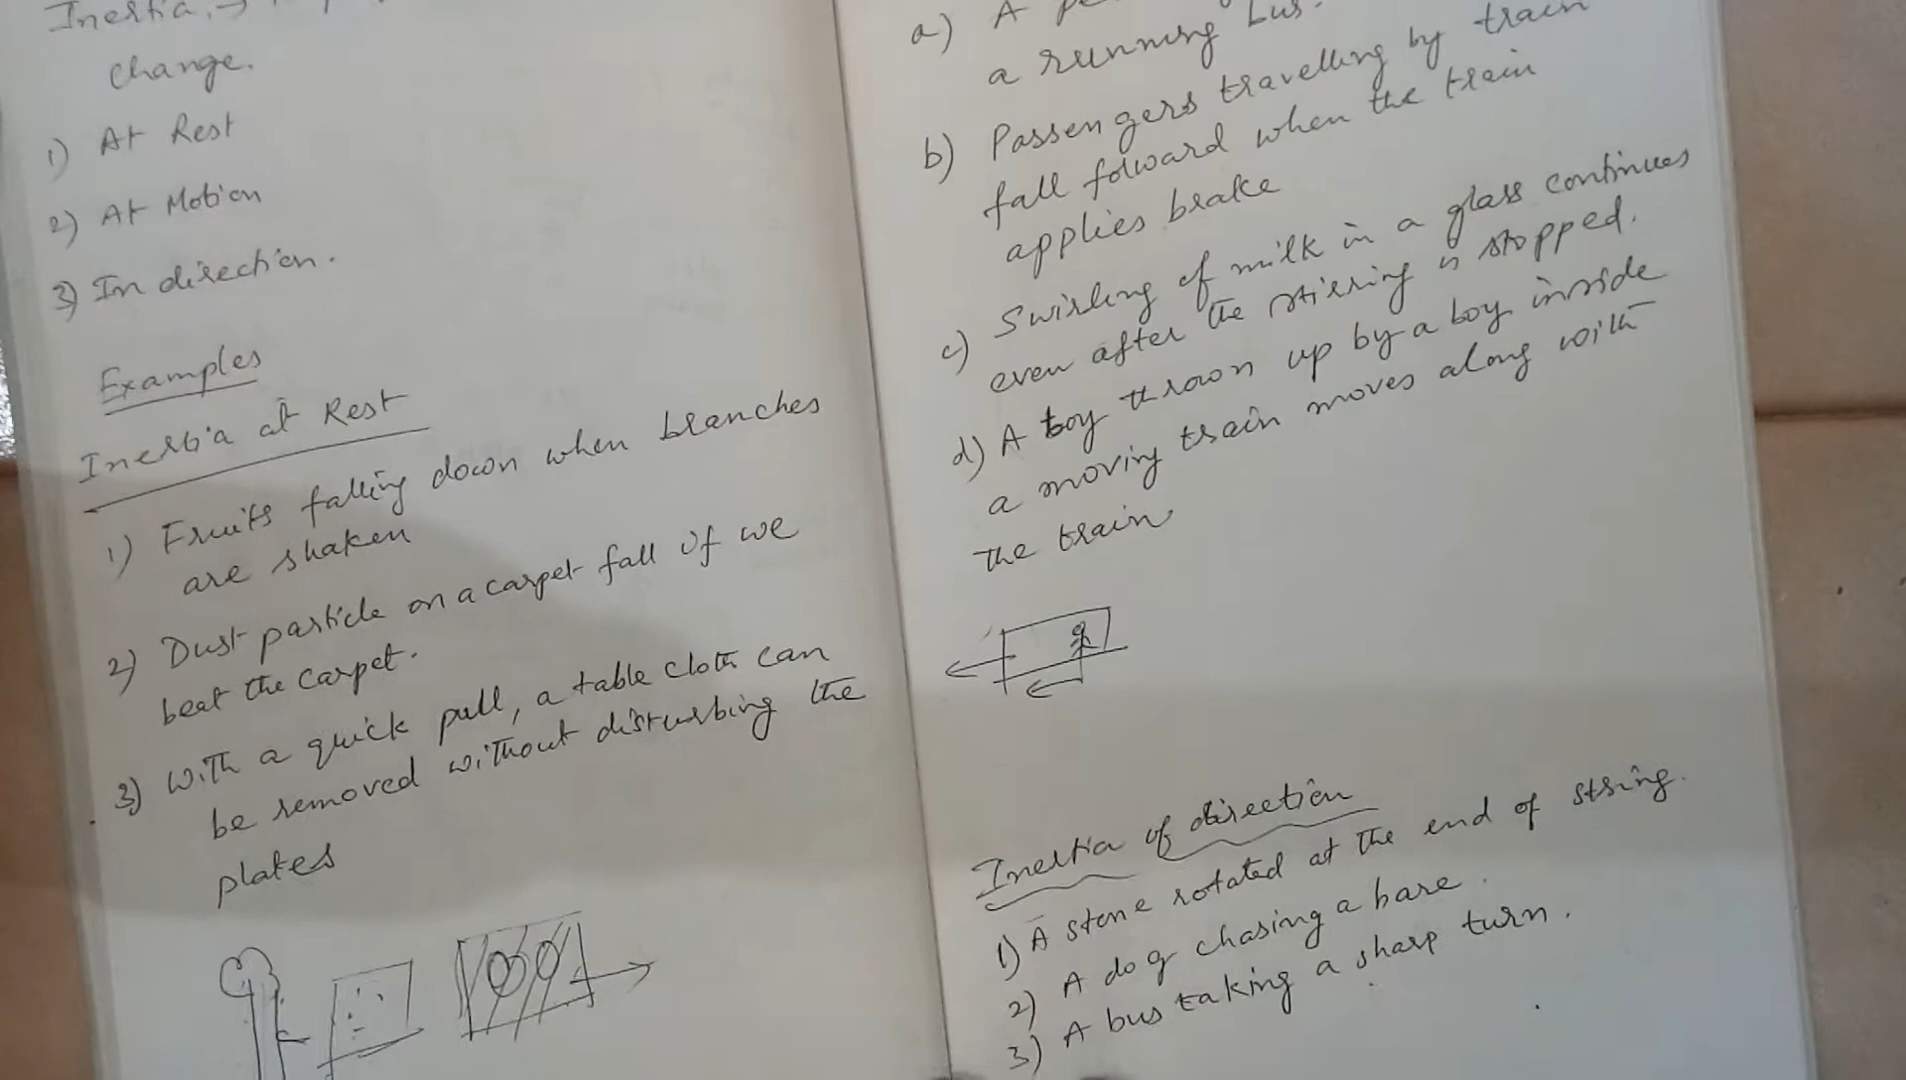 Inertia →
change.
1) At Rest
2) At Motion
3) In direction.
Examples
Inertia at Rest
1) Fruits falling down when branches
are shaken
2) Dust particle on a carpet fall if we
beat the carpet.
3) With a quick pull, a table cloth can
be removed without disturbing the
plates
a) A
a running bus.
b) Passengers travelling by train
fall forward when the train
applies brake
c) Swirling of milk in a glass continues
even after the stirring is stopped.
d) A boy thrown up by a boy inside
a moving train moves along with
the train
Inertia of direction
1) A stone rotated at the end of string.
2) A dog chasing a hare.
3) A bus taking a sharp turn.